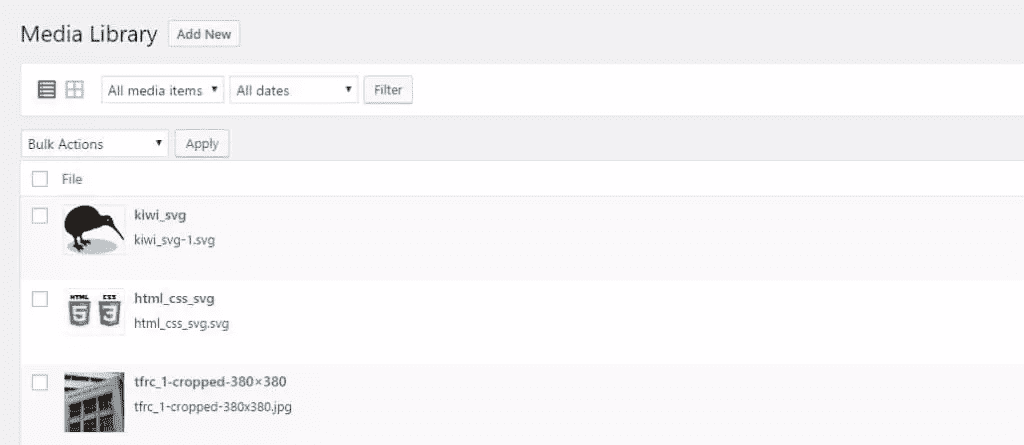 Media Library Add New
All media items All dates Filter
Bulk Actions Apply
File
kiwi_svg
kiwi_svg-1.svg
HTML CSS
5 3
html_css_svg
html_css_svg.svg
tfrc_1-cropped-380×380
tfrc_1-cropped-380x380.jpg